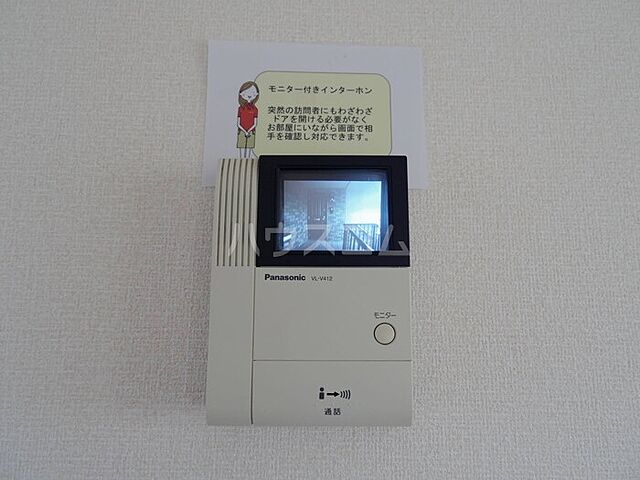 モニター付きインターホン
突然の訪問者にもわざわざ
ドアを開ける必要がなく
お部屋にいながら画面で相
手を確認し対応できます。
ハウスコム
Panasonic VL-V412
モニター
通話